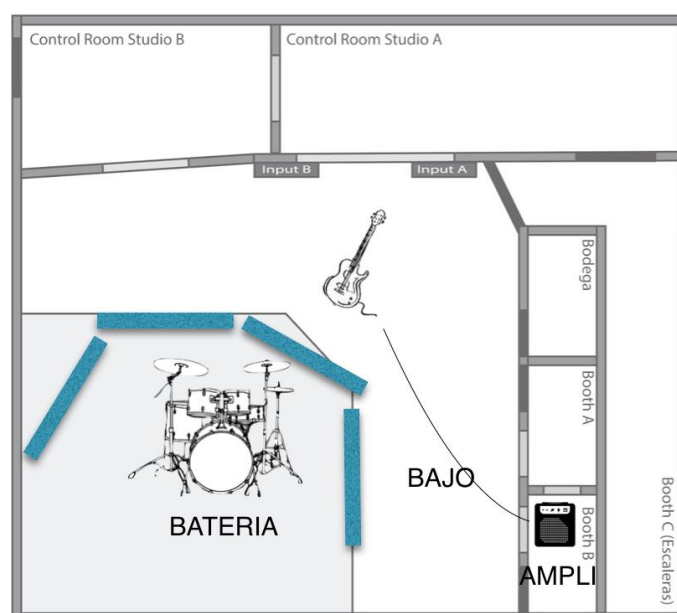 Control Room Studio B
Control Room Studio A
Input B
Input A
Bodega
Booth A
BAJO
BATERIA
Booth B
AMPLI
Booth C (Escaleras)